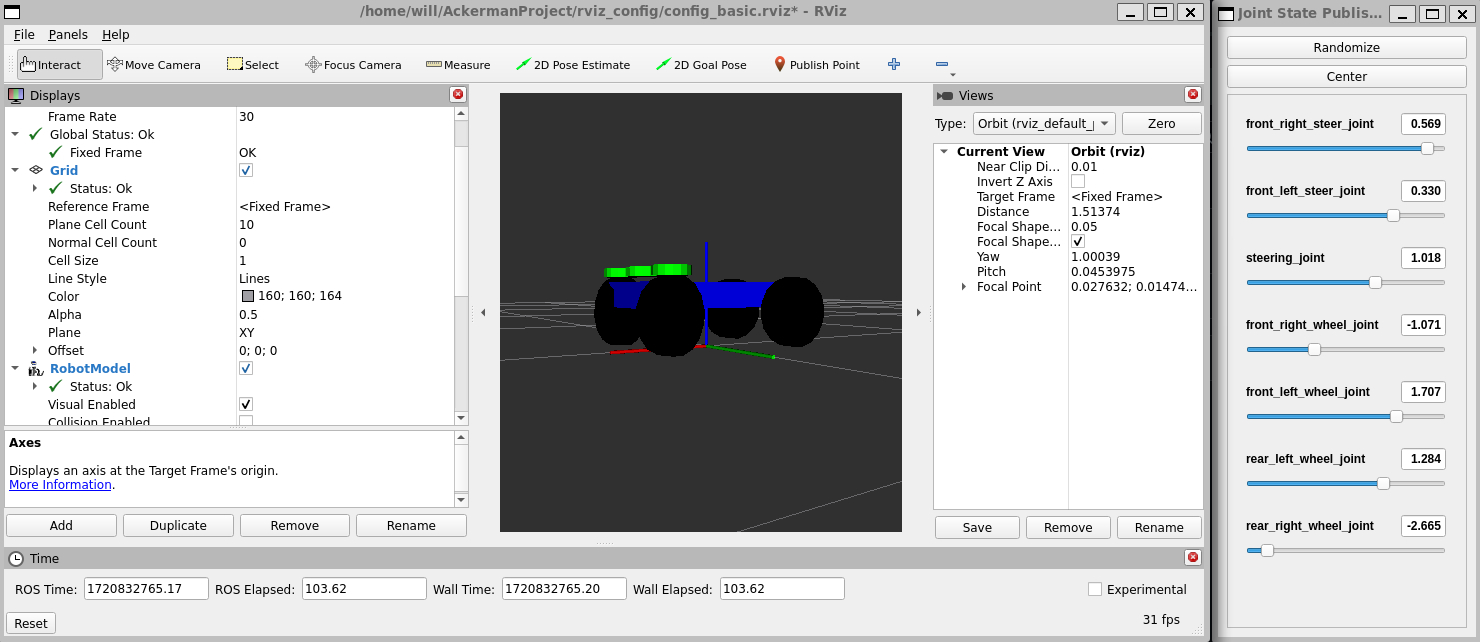 /home/will/AckermanProject/rviz_config/config_basic.rviz* - RViz
File Panels Help
Interact Move Camera Select Focus Camera Measure 2D Pose Estimate 2D Goal Pose Publish Point
Displays
Frame Rate 30
Global Status: Ok
Fixed Frame OK
Grid
Status: Ok
Reference Frame <Fixed Frame>
Plane Cell Count 10
Normal Cell Count 0
Cell Size 1
Line Style Lines
Color 160; 160; 164
Alpha 0.5
Plane XY
Offset 0; 0; 0
RobotModel
Status: Ok
Visual Enabled
Collision Enabled
Axes
Displays an axis at the Target Frame's origin.
More Information.
Add Duplicate Remove Rename
Views
Type: Orbit (rviz_default_ Zero
Current View Orbit (rviz)
Near Clip Di... 0.01
Invert Z Axis
Target Frame <Fixed Frame>
Distance 1.51374
Focal Shape... 0.05
Focal Shape...
Yaw 1.00039
Pitch 0.0453975
Focal Point 0.027632; 0.01474...
Save Remove Rename
Time
ROS Time: 1720832765.17 ROS Elapsed: 103.62 Wall Time: 1720832765.20 Wall Elapsed: 103.62 Experimental
Reset 31 fps
Joint State Publis...
Randomize
Center
front_right_steer_joint 0.569
front_left_steer_joint 0.330
steering_joint 1.018
front_right_wheel_joint -1.071
front_left_wheel_joint 1.707
rear_left_wheel_joint 1.284
rear_right_wheel_joint -2.665